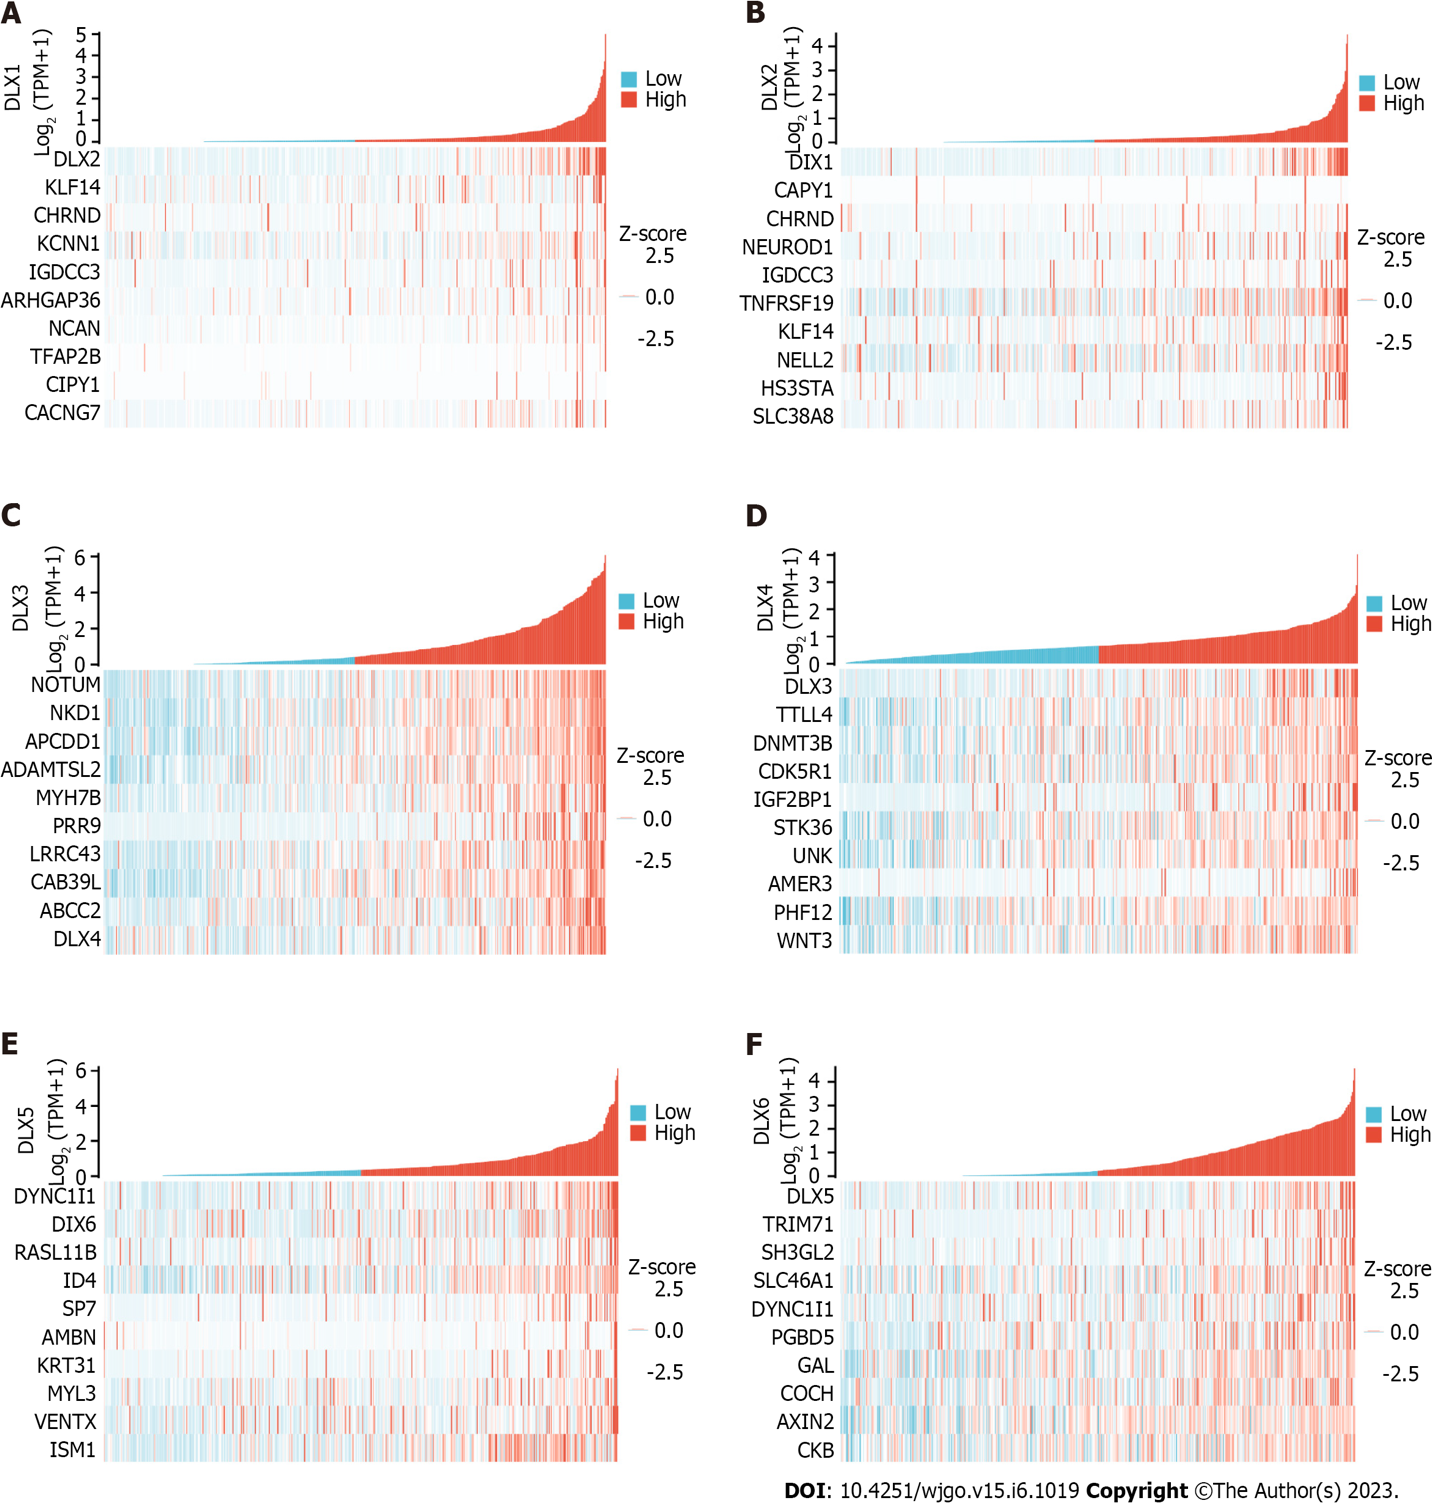 A
DLX1
Log2 (TPM+1)
5
4
3
2
1
0
Low
High
DLX2
KLF14
CHRND
KCNN1
IGDCC3
ARHGAP36
NCAN
TFAP2B
CIPY1
CACNG7
Z-score
2.5
0.0
-2.5
B
DLX2
Log2 (TPM+1)
4
3
2
1
0
Low
High
DIX1
CAPY1
CHRND
NEUROD1
IGDCC3
TNFRSF19
KLF14
NELL2
HS3STA
SLC38A8
Z-score
2.5
0.0
-2.5
C
DLX3
Log2 (TPM+1)
6
4
2
0
Low
High
NOTUM
NKD1
APCDD1
ADAMTSL2
MYH7B
PRR9
LRRC43
CAB39L
ABCC2
DLX4
Z-score
2.5
0.0
-2.5
D
DLX4
Log2 (TPM+1)
4
3
2
1
0
Low
High
DLX3
TTLL4
DNMT3B
CDK5R1
IGF2BP1
STK36
UNK
AMER3
PHF12
WNT3
Z-score
2.5
0.0
-2.5
E
DLX5
Log2 (TPM+1)
6
4
2
0
Low
High
DYNC1I1
DIX6
RASL11B
ID4
SP7
AMBN
KRT31
MYL3
VENTX
ISM1
Z-score
2.5
0.0
-2.5
F
DLX6
Log2 (TPM+1)
4
3
2
1
0
Low
High
DLX5
TRIM71
SH3GL2
SLC46A1
DYNC1I1
PGBD5
GAL
COCH
AXIN2
CKB
Z-score
2.5
0.0
-2.5
DOI: 10.4251/wjgo.v15.i6.1019 Copyright ©The Author(s) 2023.